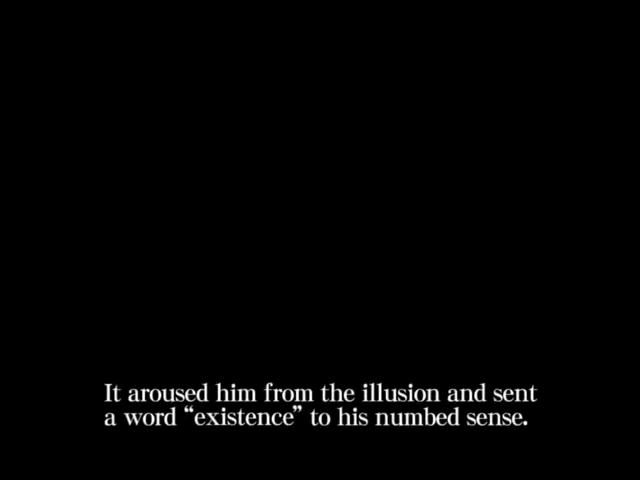 It aroused him from the illusion and sent
a word “existence” to his numbed sense.